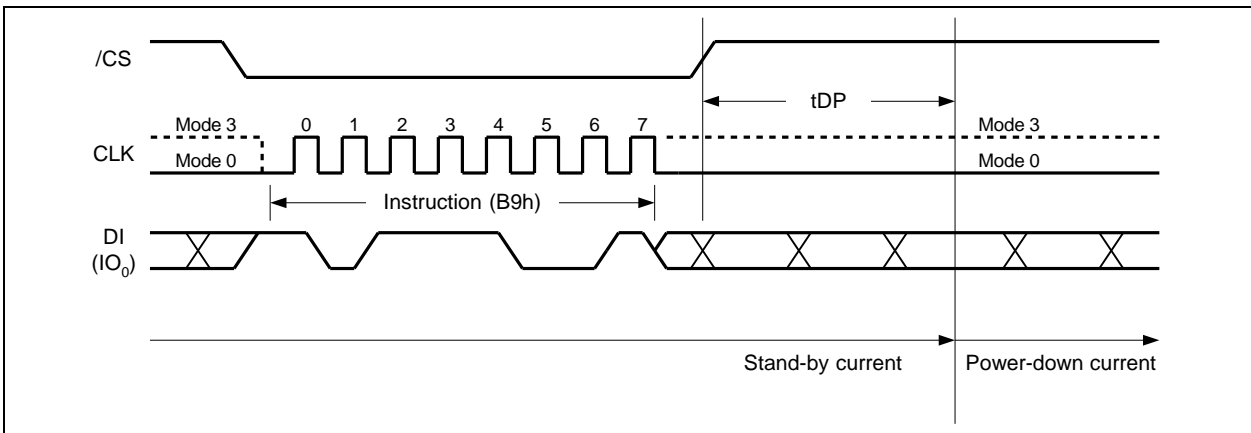 /CS
tDP
Mode 3 0 1 2 3 4 5 6 7 Mode 3
CLK
Mode 0 Mode 0
Instruction (B9h)
DI
(IO₀)
Stand-by current Power-down current